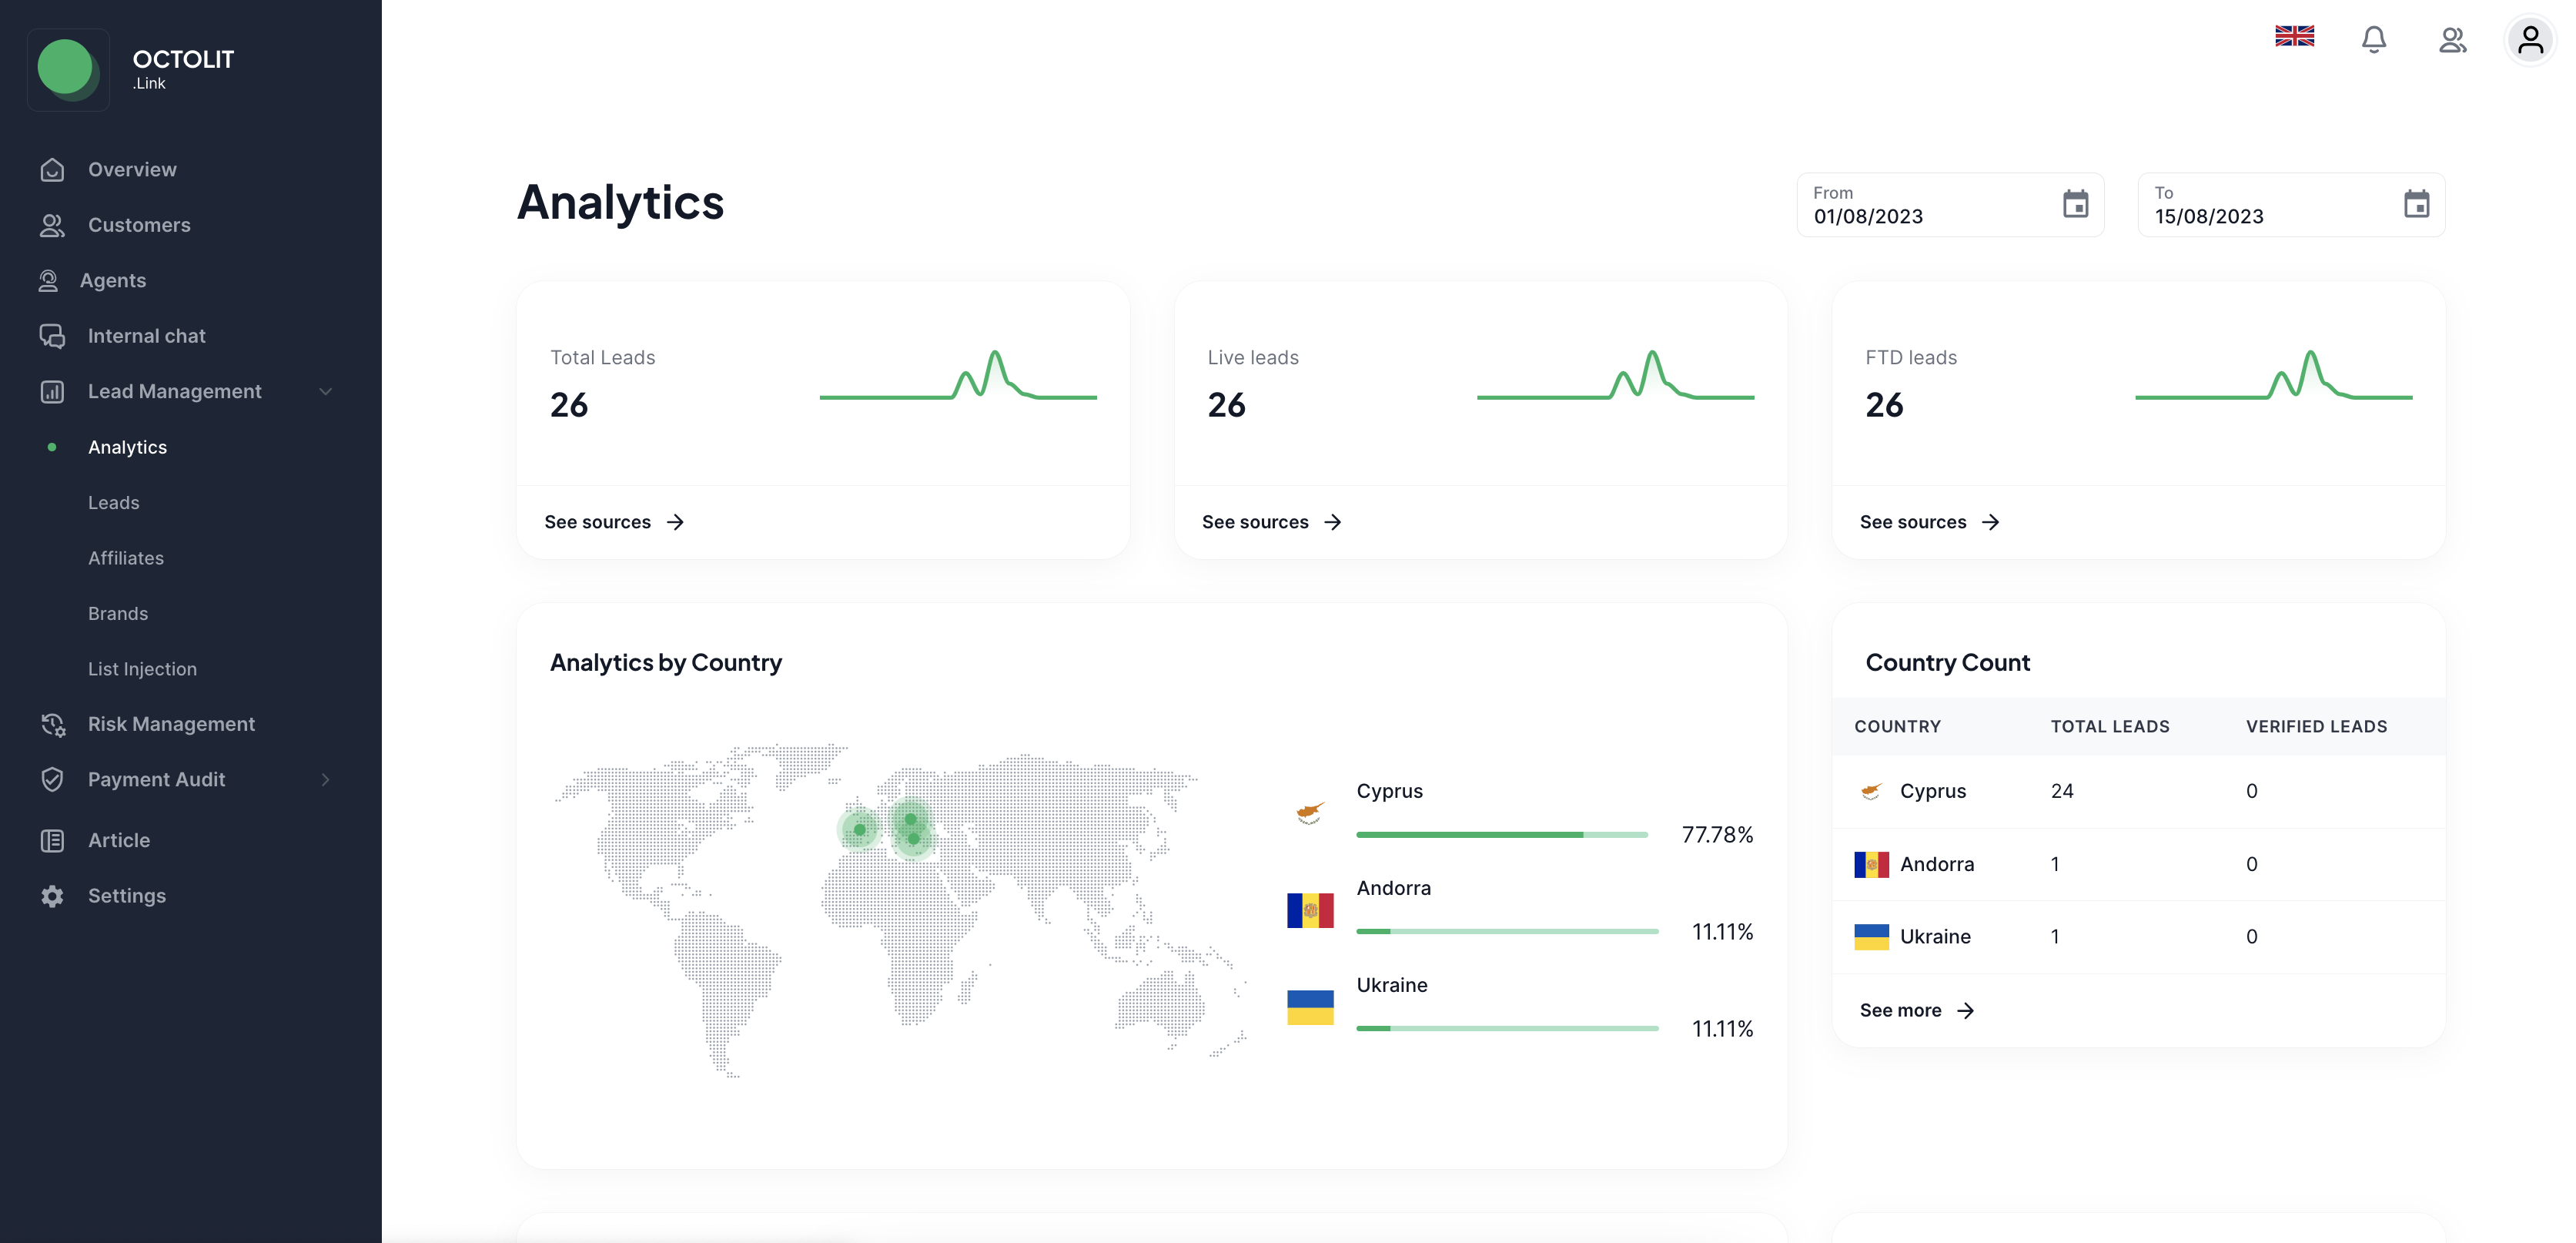 OCTOLIT
.Link
Overview
Customers
Agents
Internal chat
Lead Management
Analytics
Leads
Affiliates
Brands
List Injection
Risk Management
Payment Audit
Article
Settings
Analytics
From
01/08/2023
To
15/08/2023
Total Leads
26
See sources
Live leads
26
See sources
FTD leads
26
See sources
Analytics by Country
Cyprus
77.78%
Andorra
11.11%
Ukraine
11.11%
Country Count
COUNTRY TOTAL LEADS VERIFIED LEADS
Cyprus 24 0
Andorra 1 0
Ukraine 1 0
See more